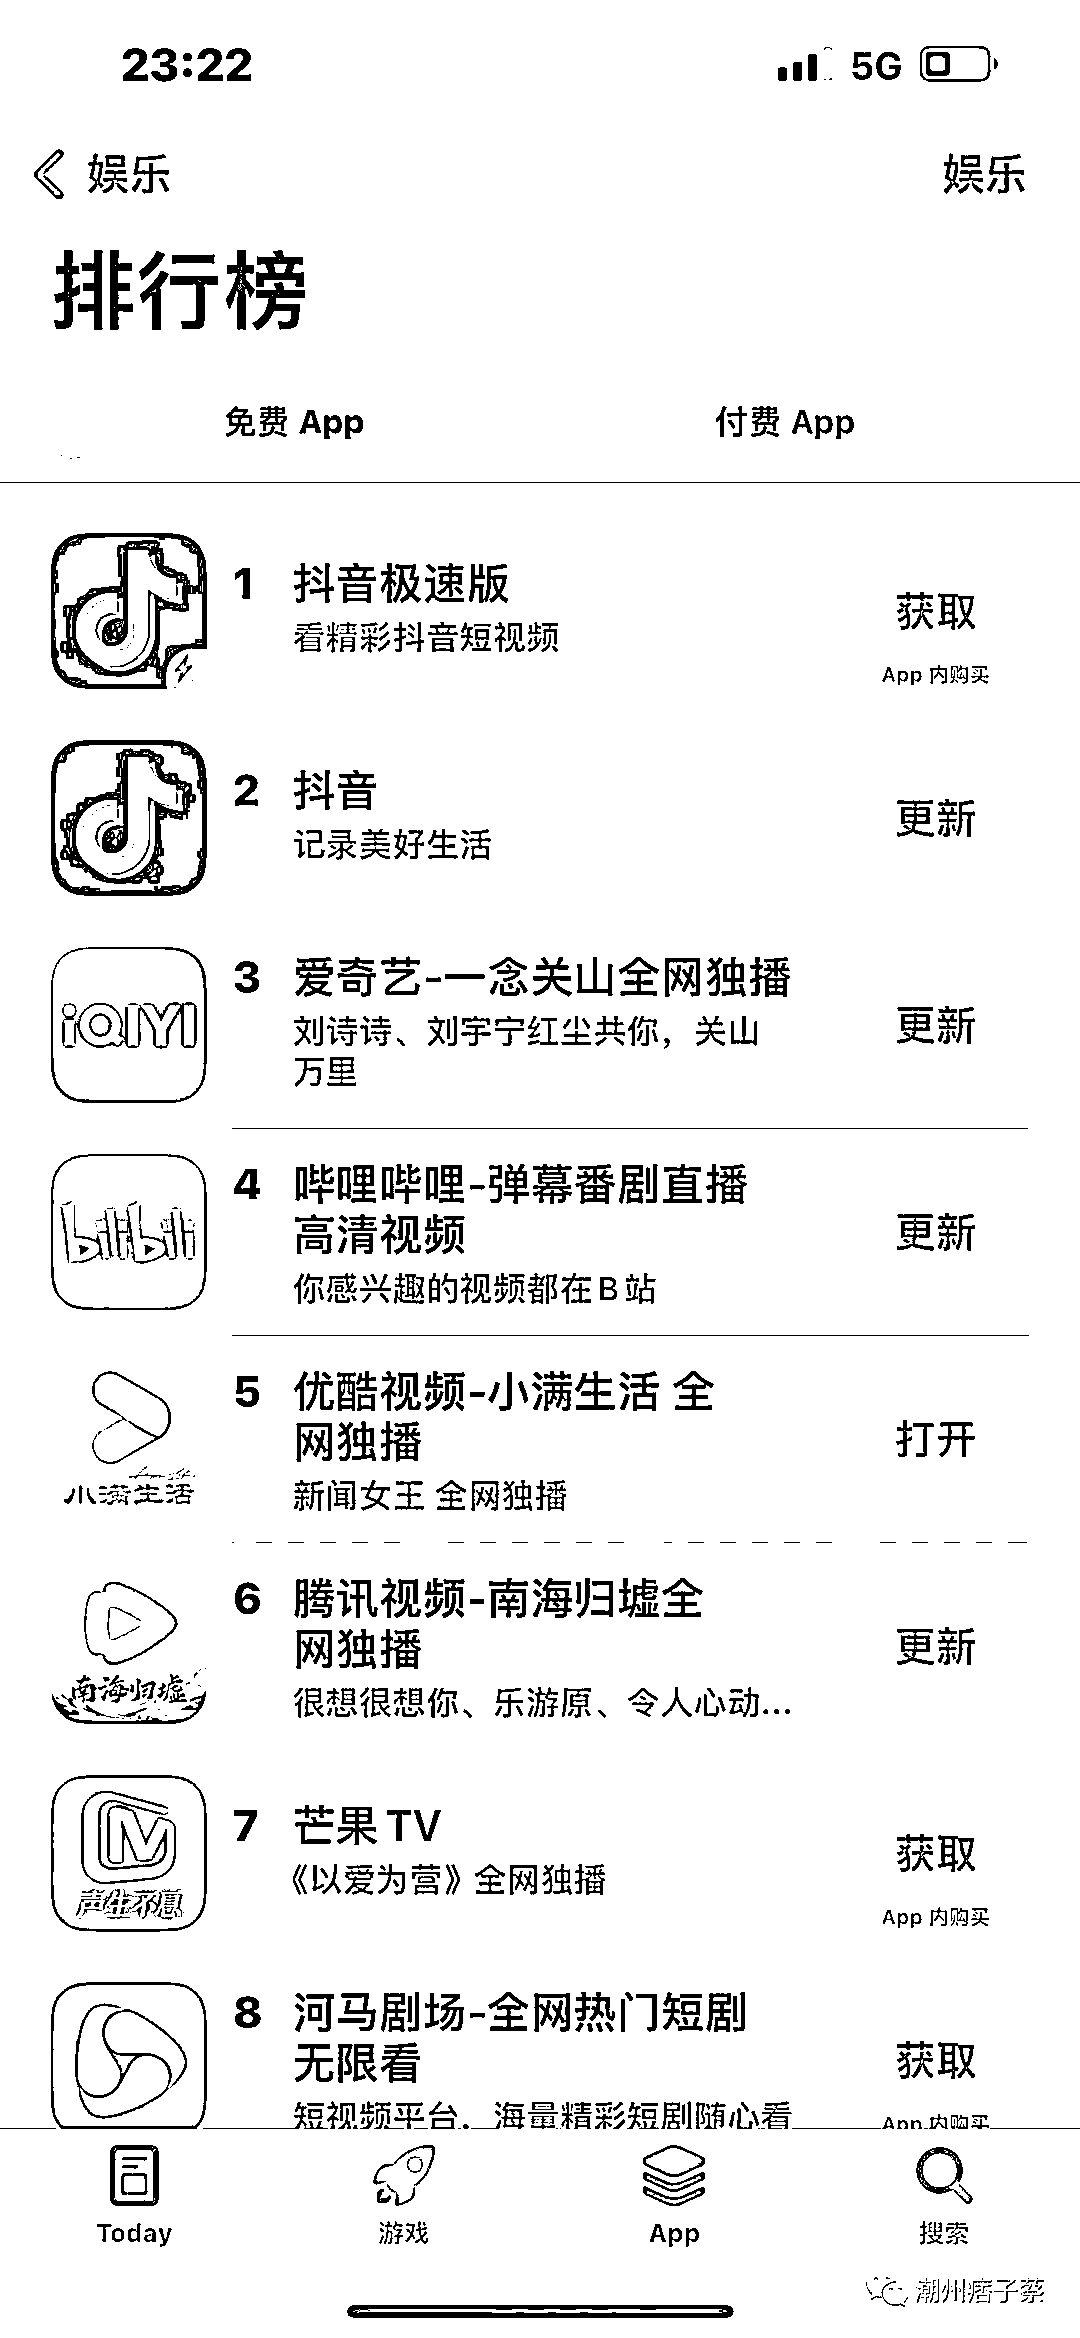 23:22
5G
娱乐
娱乐
排行榜
免费 App
付费 App
1 抖音极速版
看精彩抖音短视频
获取
App 内购买
2 抖音
记录美好生活
更新
iQIYI
3 爱奇艺-一念关山全网独播
刘诗诗、刘宇宁红尘共你，关山
万里
更新
bilibili
4 哔哩哔哩-弹幕番剧直播
高清视频
你感兴趣的视频都在B站
更新
小满生活
5 优酷视频-小满生活 全
网独播
新闻女王 全网独播
打开
南海归墟
6 腾讯视频-南海归墟全
网独播
很想很想你、乐游原、令人心动...
更新
声生不息
7 芒果TV
《以爱为营》全网独播
获取
App 内购买
8 河马剧场-全网热门短剧
无限看
短视频平台，海量精彩短剧随心看
获取
App 内购买
Today
游戏
App
搜索
潮州痞子蔡